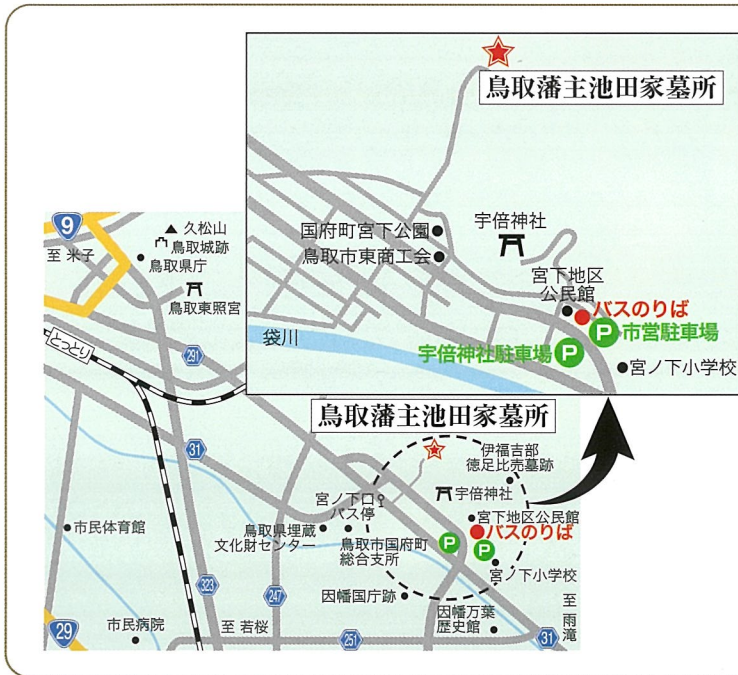 鳥取藩主池田家墓所
宇倍神社
国府町宮下公園
鳥取市東商工会
宮下地区
公民館
バスのりば
市営駐車場
P
宇倍神社駐車場
P
袋川
宮ノ下小学校
9
久松山
鳥取城跡
至 米子
鳥取県庁
鳥取東照宮
とっとり
291
31
鳥取藩主池田家墓所
伊福吉部
徳足比売墓跡
宇倍神社
宮ノ下口
バス停
宮下地区公民館
バスのりば
市民体育館
鳥取県埋蔵
文化財センター
鳥取市国府町
総合支所
P
P
宮ノ下小学校
323
247
因幡国庁跡
至 雨滝
29
市民病院
至 若桜
251
因幡万葉
歴史館
31